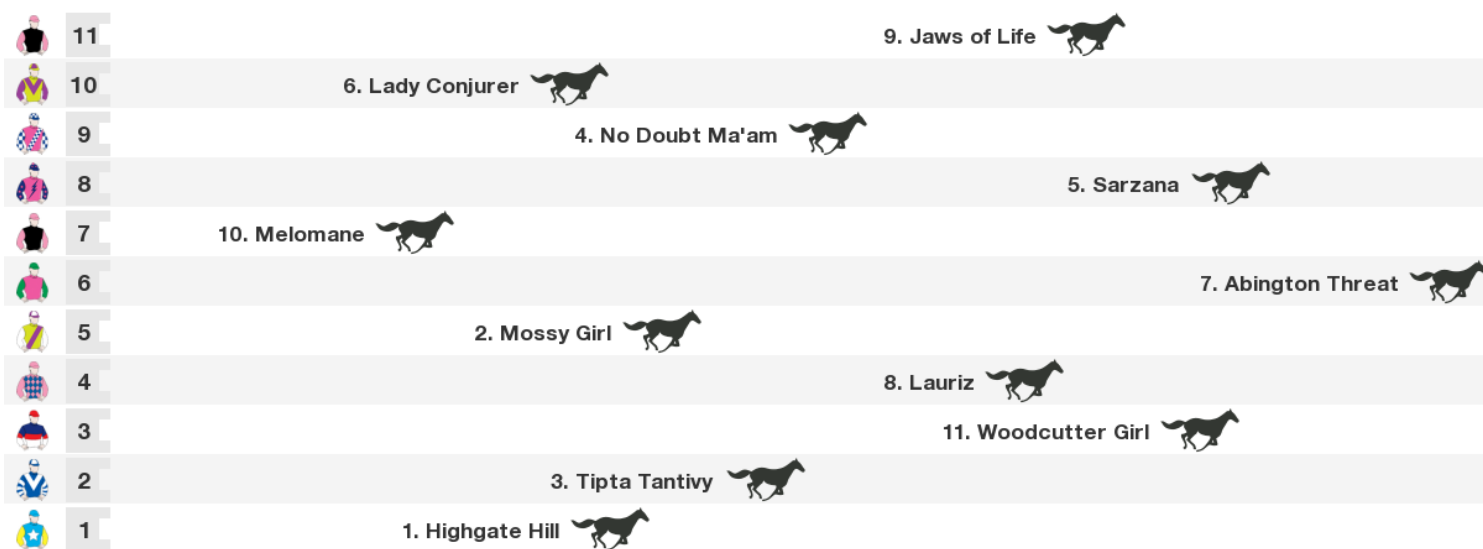 11 9. Jaws of Life
10 6. Lady Conjurer
9 4. No Doubt Ma'am
8 5. Sarzana
7 10. Melomane
6 7. Abington Threat
5 2. Mossy Girl
4 8. Lauriz
3 11. Woodcutter Girl
2 3. Tipta Tantivy
1 1. Highgate Hill